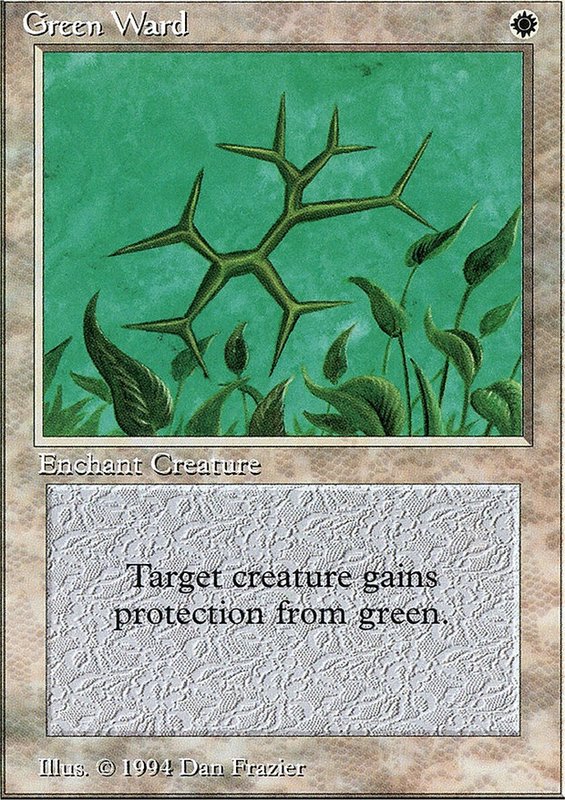 Green Ward
Enchant Creature
Target creature gains
protection from green.
Illus. © 1994 Dan Frazier